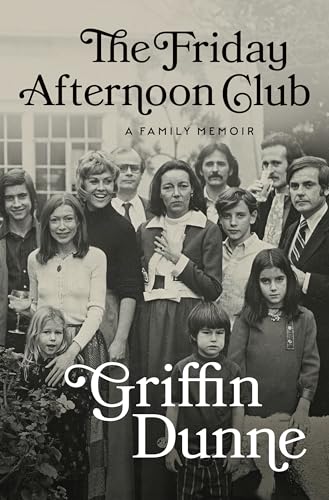 The Friday
Afternoon Club
A FAMILY MEMOIR
Griffin
Dunne